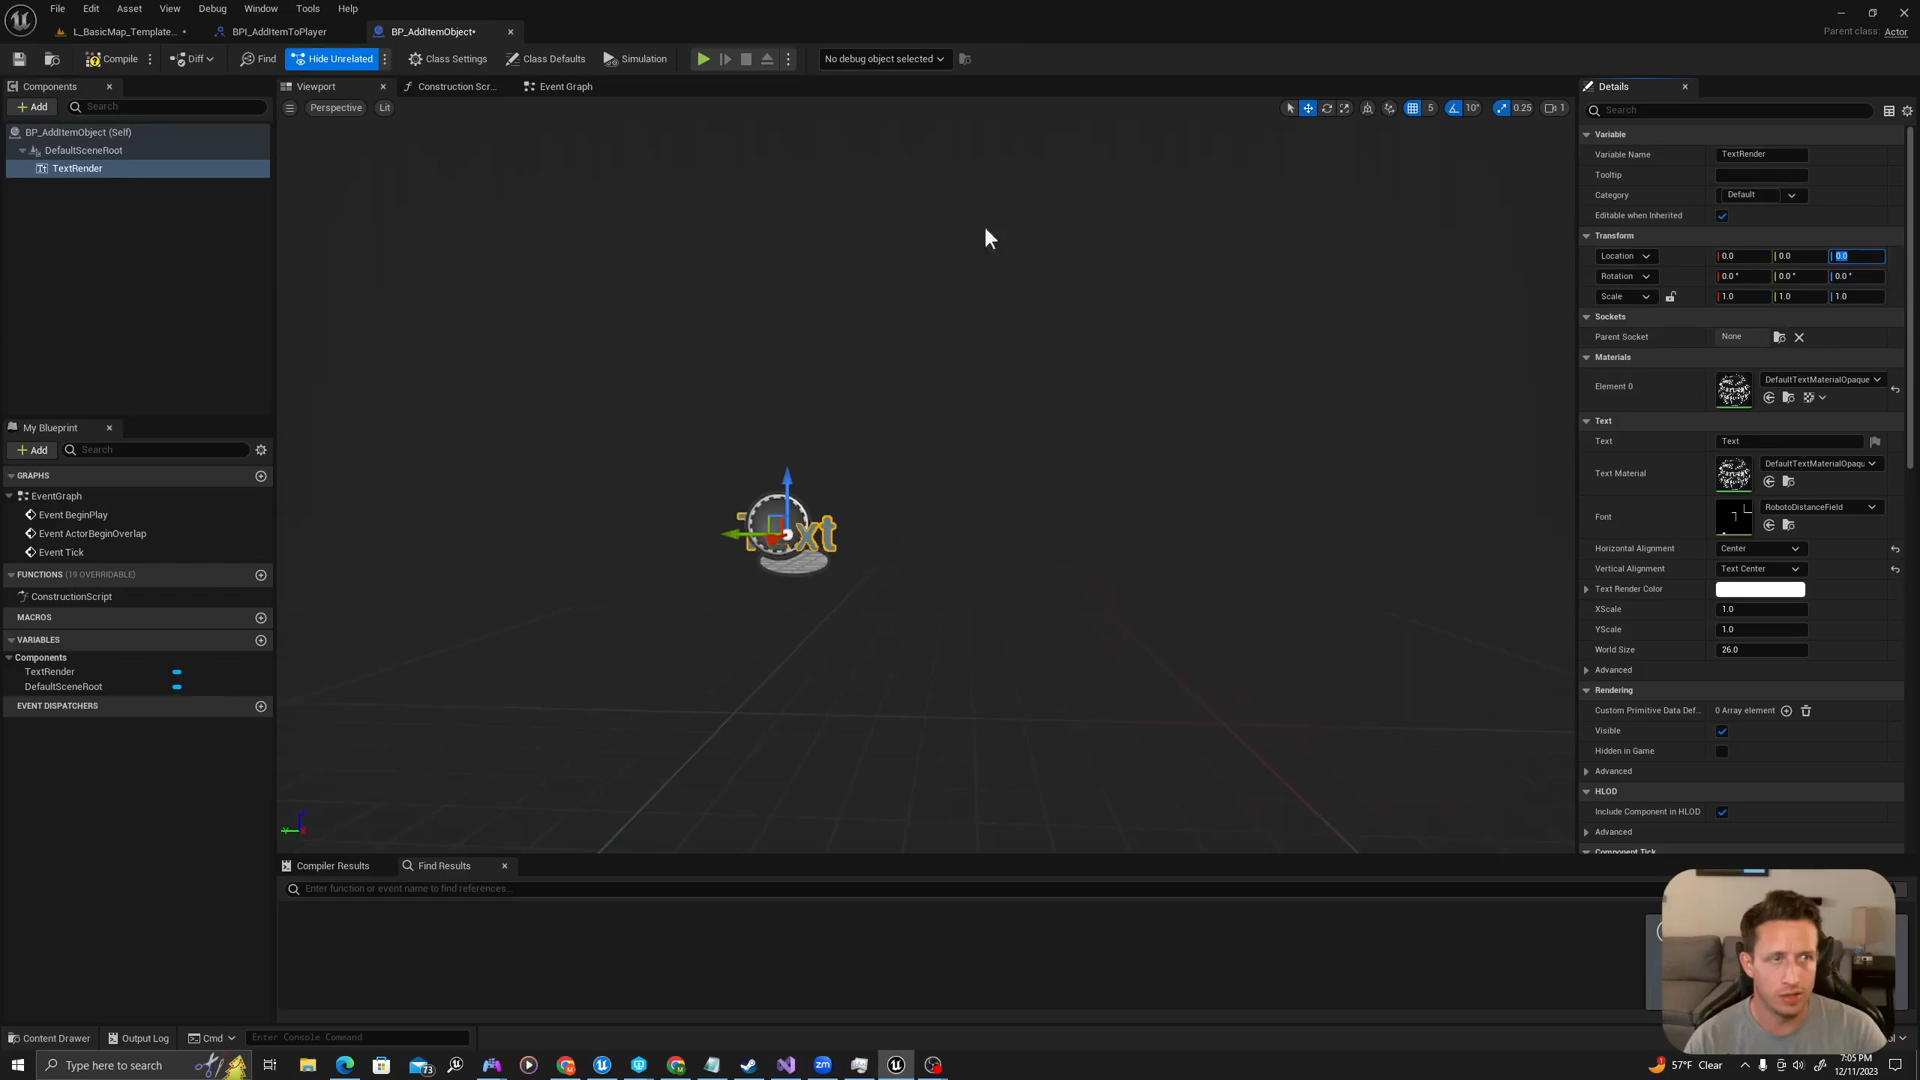 File Edit Asset View Debug Window Tools Help
L_BasicMap_Template... • BPI_AddItemToPlayer BP_AddItemObject•
Parent class: Actor
Compile Diff Find Hide Unrelated Class Settings Class Defaults Simulation No debug object selected
Components
Viewport Construction Scr... Event Graph
Details
Add Search
Perspective Lit
5 10° 0.25 1
Search
BP_AddItemObject (Self)
DefaultSceneRoot
TextRender
Variable
Variable Name TextRender
Tooltip
Category Default
Editable when Inherited
Transform
Location 0.0 0.0 0.0
Rotation 0.0 ° 0.0 ° 0.0 °
Scale 1.0 1.0 1.0
Sockets
Parent Socket None
Materials
Element 0 DefaultTextMaterialOpaque
Text
Text Text
Text Material DefaultTextMaterialOpaqu
Font RobotoDistanceField
Horizontal Alignment Center
Vertical Alignment Text Center
Text Render Color
XScale 1.0
YScale 1.0
World Size 26.0
Advanced
Rendering
Custom Primitive Data Def... 0 Array element
Visible
Hidden in Game
Advanced
HLOD
Include Component in HLOD
Advanced
Component Tick
My Blueprint
Add Search
GRAPHS
EventGraph
Event BeginPlay
Event ActorBeginOverlap
Event Tick
FUNCTIONS (19 OVERRIDABLE)
ConstructionScript
MACROS
VARIABLES
Components
TextRender
DefaultSceneRoot
EVENT DISPATCHERS
Compiler Results Find Results
Enter function or event name to find references...
Content Drawer Output Log Cmd Enter Console Command
Type here to search
73
1 57°F Clear
7:05 PM
12/11/2023